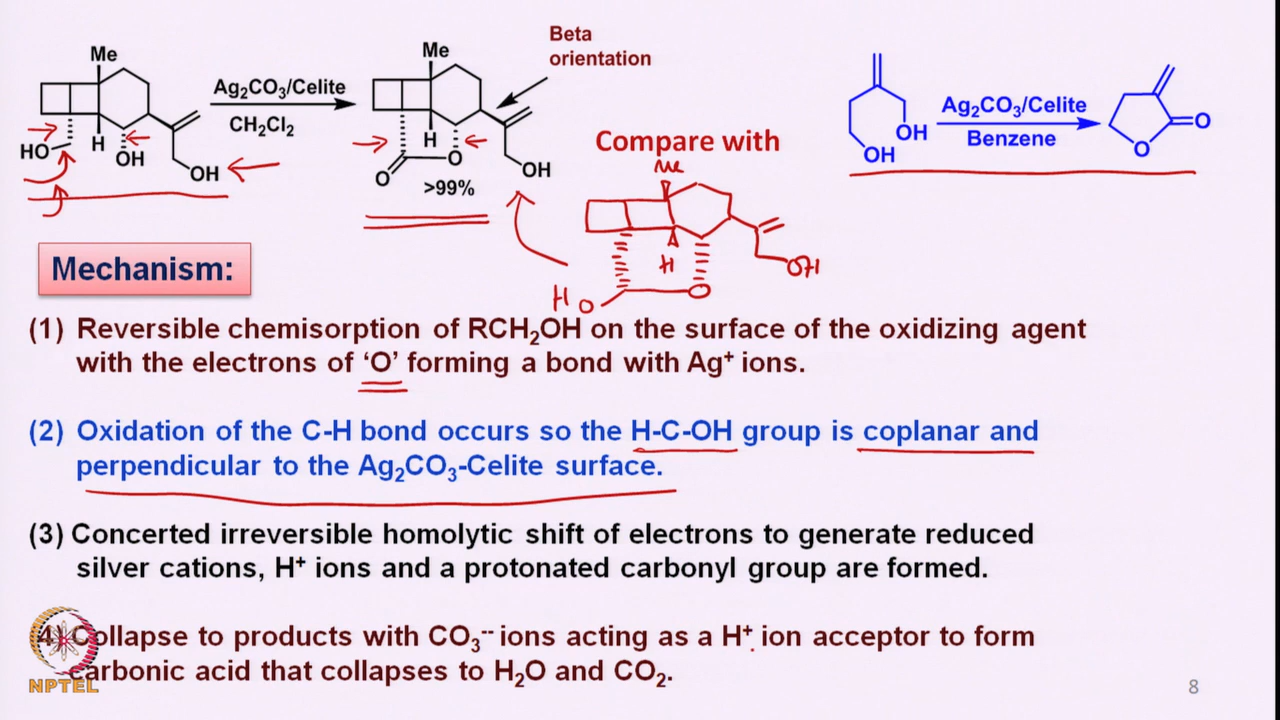 Me
HO
H
OH
OH
Ag₂CO₃/Celite
CH₂Cl₂
Me
H
O
O
OH
>99%
Beta
orientation
Compare with
Me
H
OH
HO
OH
OH
Ag₂CO₃/Celite
Benzene
O
O
Mechanism:
(1) Reversible chemisorption of RCH₂OH on the surface of the oxidizing agent
with the electrons of ‘O’ forming a bond with Ag⁺ ions.
(2) Oxidation of the C-H bond occurs so the H-C-OH group is coplanar and
perpendicular to the Ag₂CO₃-Celite surface.
(3) Concerted irreversible homolytic shift of electrons to generate reduced
silver cations, H⁺ ions and a protonated carbonyl group are formed.
(4) Collapse to products with CO₃⁻⁻ ions acting as a H⁺ ion acceptor to form
carbonic acid that collapses to H₂O and CO₂.
NPTEL
8